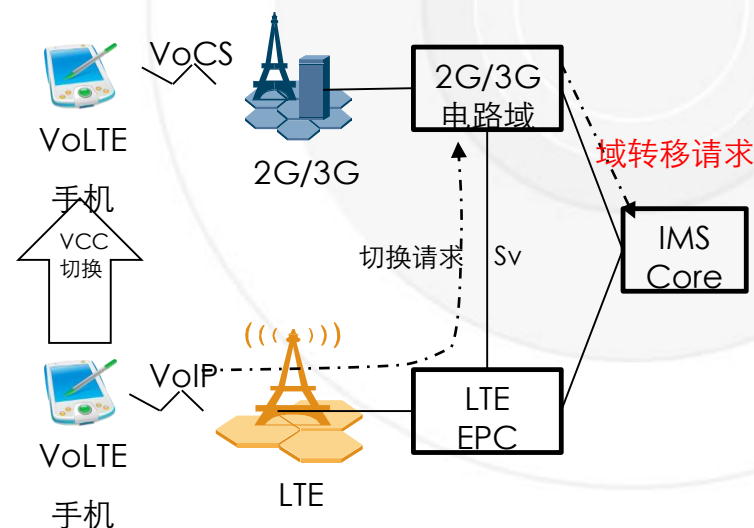 VoCS
2G/3G
电路域
VoLTE
手机
2G/3G
域转移请求
VCC
切换
切换请求
Sv
IMS
Core
VoIP
LTE
EPC
VoLTE
手机
LTE